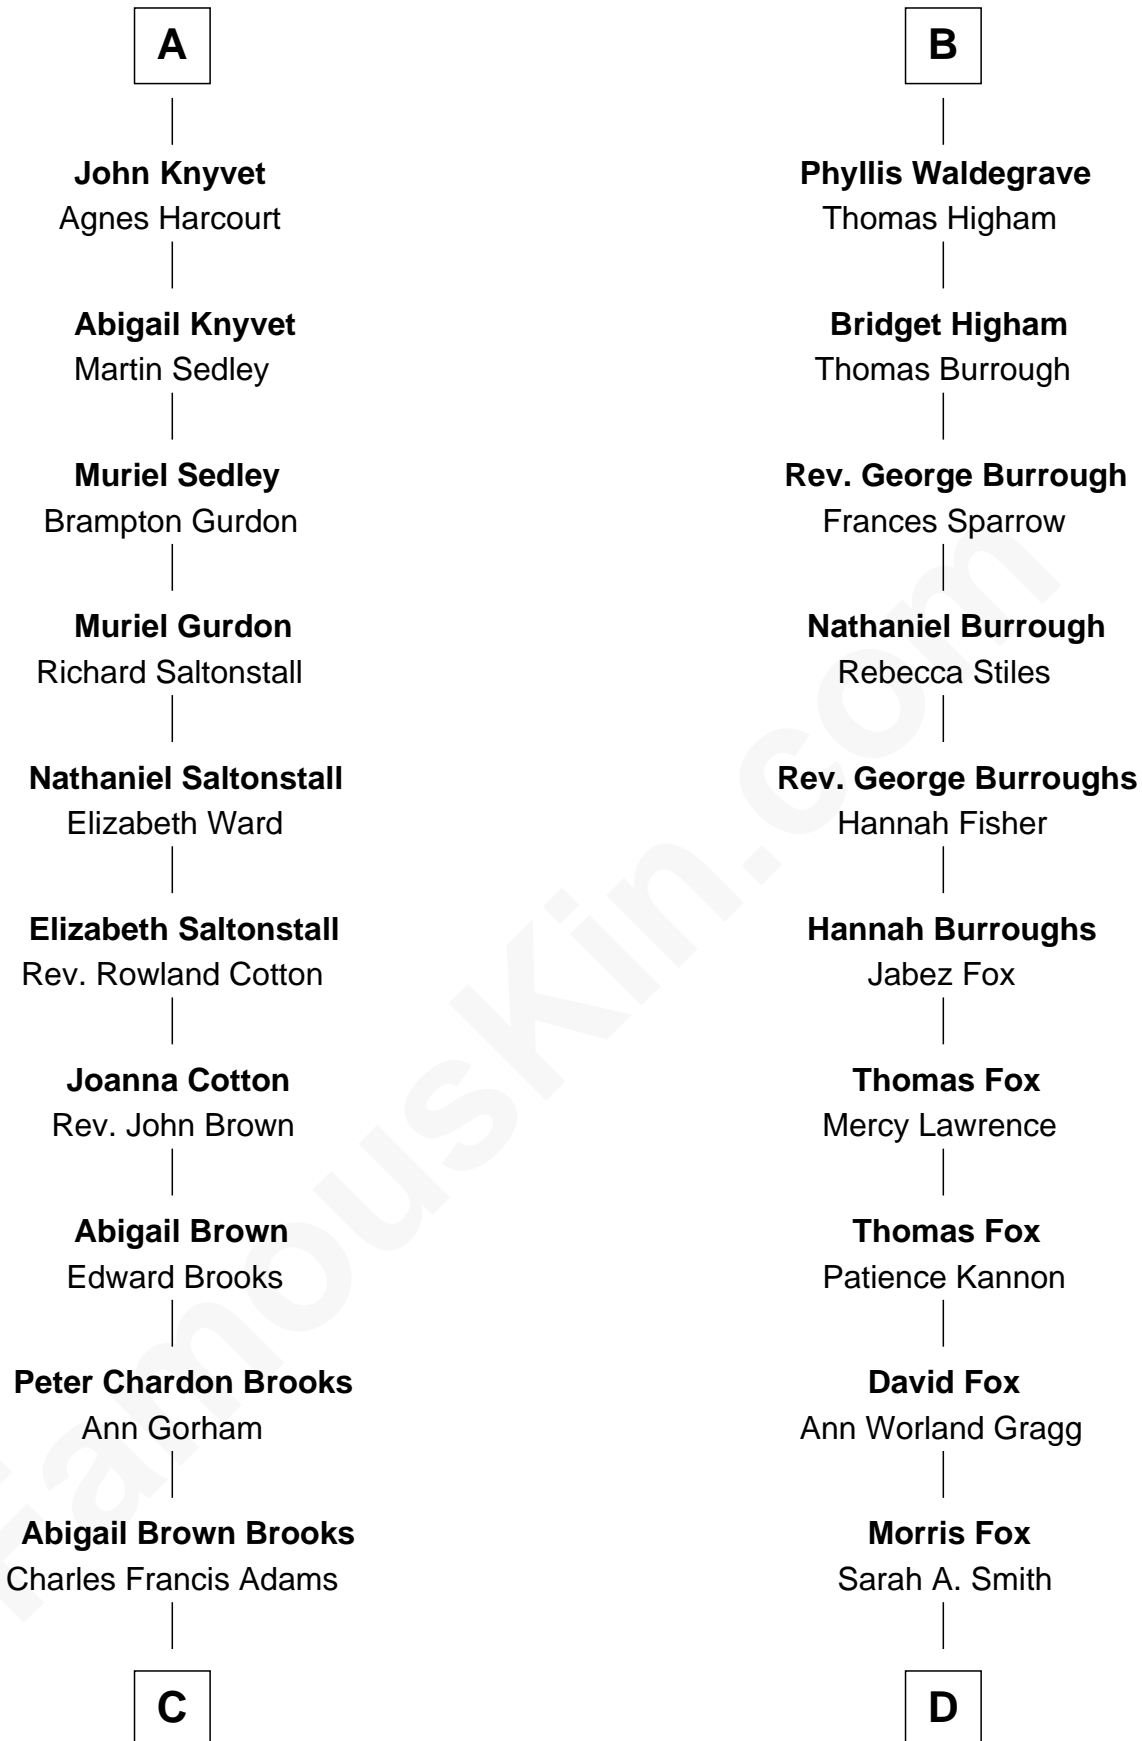 A
John Knyvet
Agnes Harcourt
Abigail Knyvet
Martin Sedley
Muriel Sedley
Brampton Gurdon
Muriel Gurdon
Richard Saltonstall
Nathaniel Saltonstall
Elizabeth Ward
Elizabeth Saltonstall
Rev. Rowland Cotton
Joanna Cotton
Rev. John Brown
Abigail Brown
Edward Brooks
Peter Chardon Brooks
Ann Gorham
Abigail Brown Brooks
Charles Francis Adams
C
B
Phyllis Waldegrave
Thomas Higham
Bridget Higham
Thomas Burrough
Rev. George Burrough
Frances Sparrow
Nathaniel Burrough
Rebecca Stiles
Rev. George Burroughs
Hannah Fisher
Hannah Burroughs
Jabez Fox
Thomas Fox
Mercy Lawrence
Thomas Fox
Patience Kannon
David Fox
Ann Worland Gragg
Morris Fox
Sarah A. Smith
D
FamousKin.com